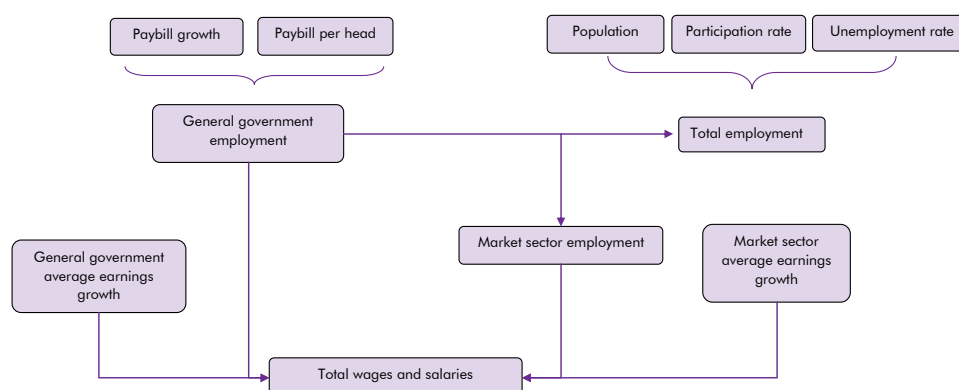 Paybill growth
Paybill per head
Population
Participation rate
Unemployment rate
General government
employment
Total employment
General government
average earnings
growth
Market sector employment
Market sector
average earnings
growth
Total wages and salaries